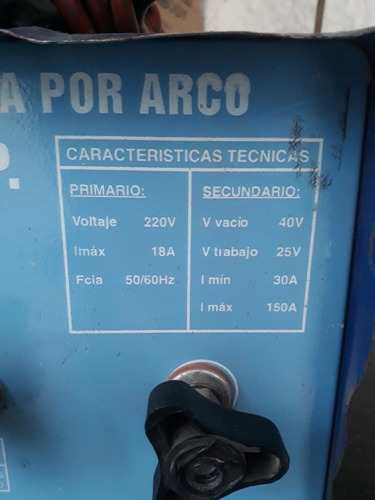 A POR ARCO
P.
CARACTERISTICAS TECNICAS
PRIMARIO:
Voltaje 220V
Imáx 18A
Fcia 50/60Hz
SECUNDARIO:
V vacío 40V
V trabajo 25V
I mín 30A
I máx 150A